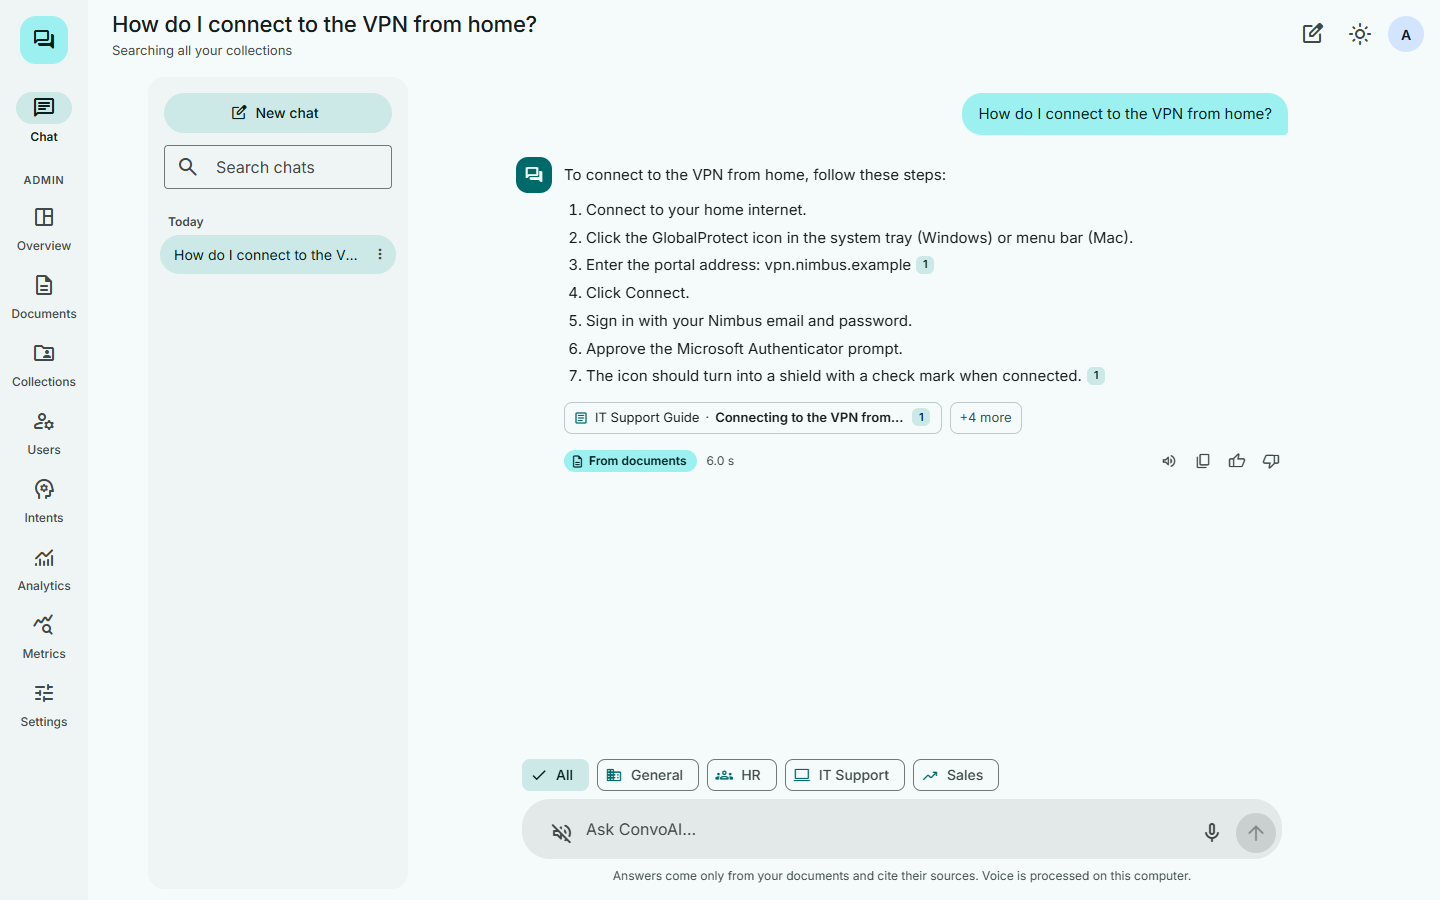 How do I connect to the VPN from home?
Searching all your collections
A
Chat
ADMIN
Overview
Documents
Collections
Users
Intents
Analytics
Metrics
Settings
New chat
Search chats
Today
How do I connect to the V...
How do I connect to the VPN from home?
To connect to the VPN from home, follow these steps:
1. Connect to your home internet.
2. Click the GlobalProtect icon in the system tray (Windows) or menu bar (Mac).
3. Enter the portal address: vpn.nimbus.example 1
4. Click Connect.
5. Sign in with your Nimbus email and password.
6. Approve the Microsoft Authenticator prompt.
7. The icon should turn into a shield with a check mark when connected. 1
IT Support Guide · Connecting to the VPN from... 1 +4 more
From documents 6.0 s
All General HR IT Support Sales
Ask ConvoAI...
Answers come only from your documents and cite their sources. Voice is processed on this computer.